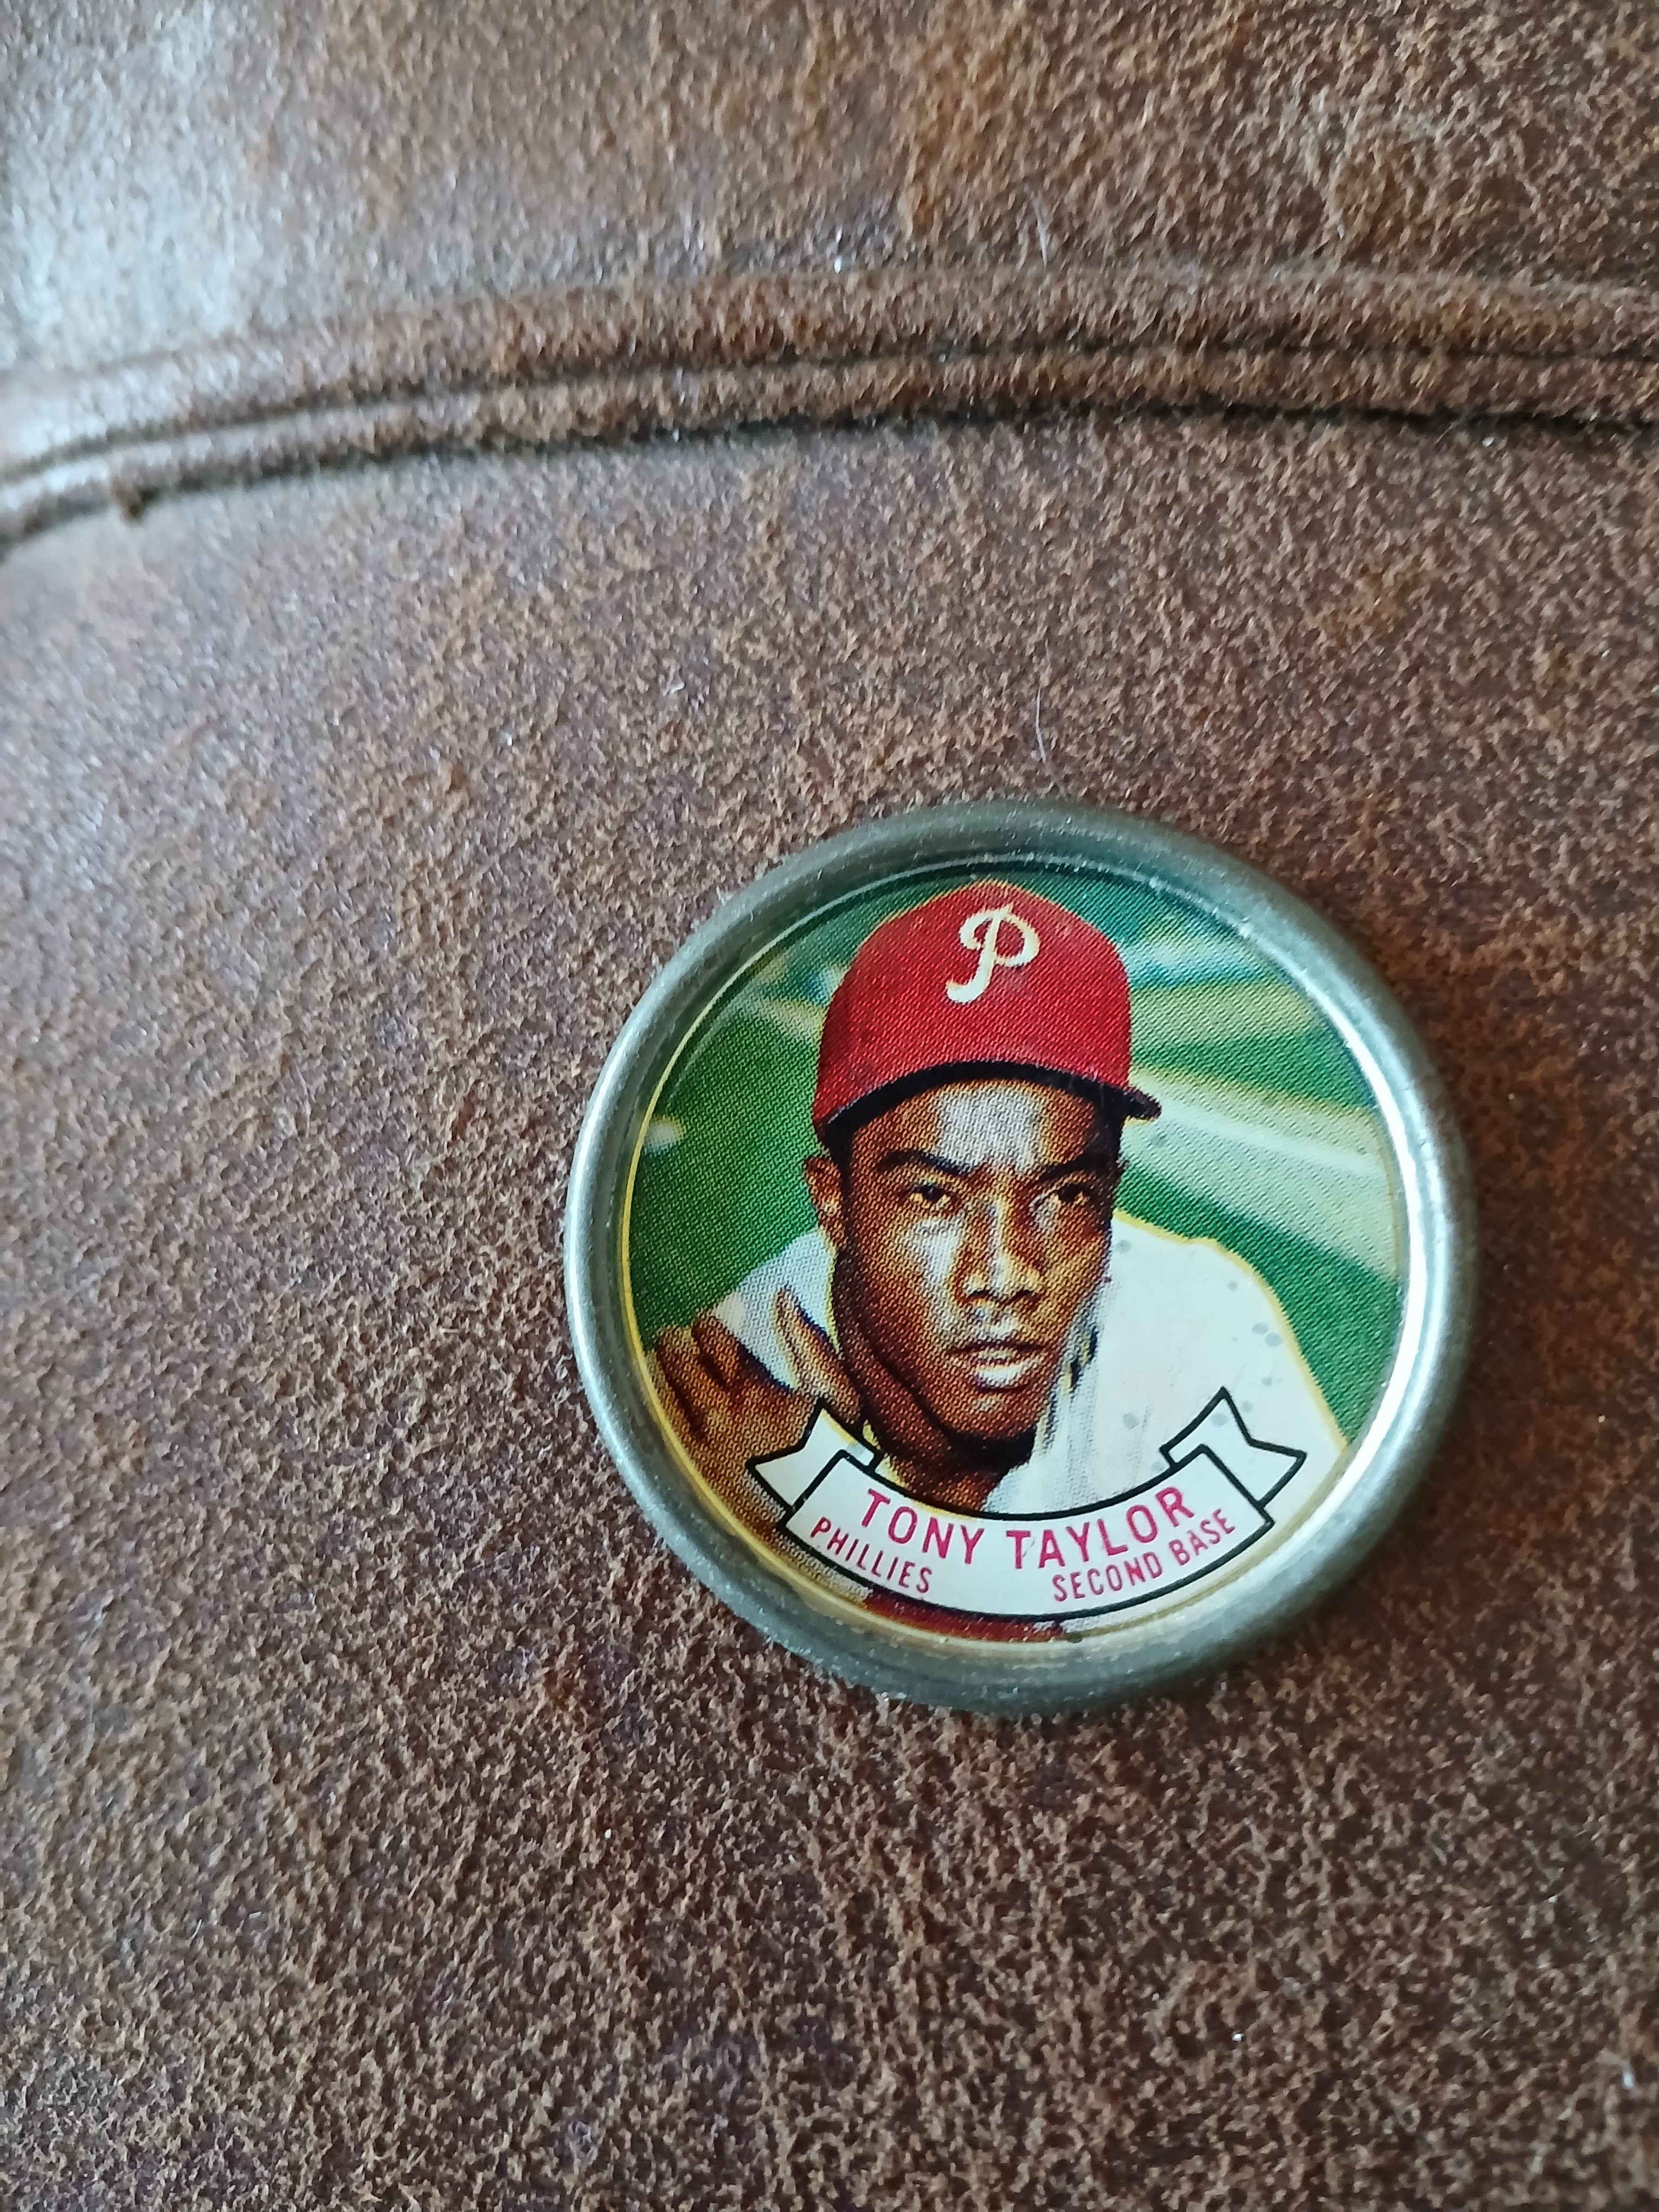 P
TONY TAYLOR
PHILLIES SECOND BASE